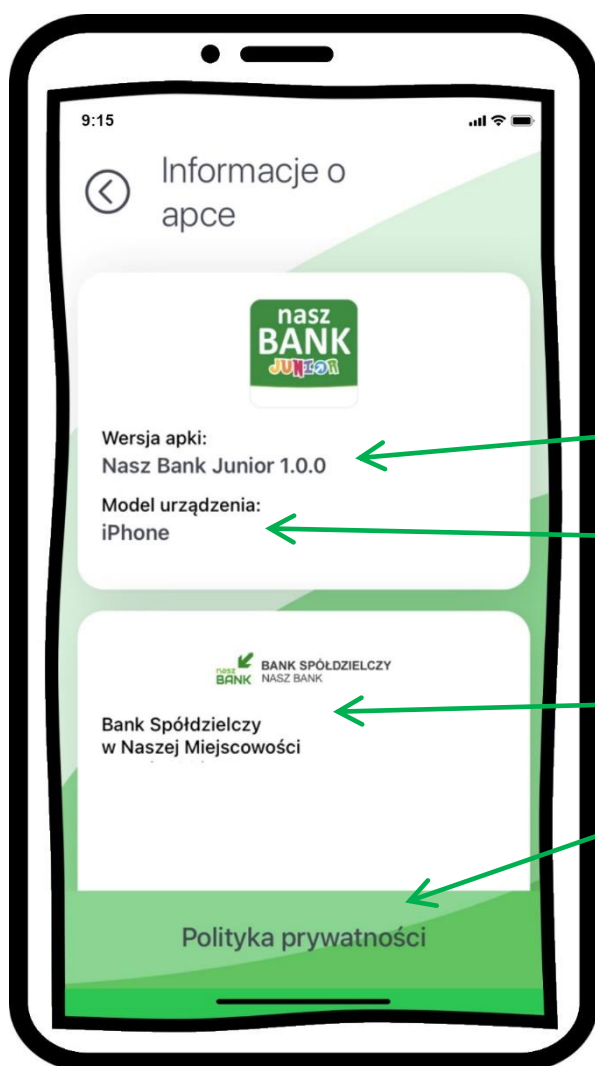 9:15
Informacje o
apce
nasz
BANK
JUNIOR
Wersja apki:
Nasz Bank Junior 1.0.0
Model urządzenia:
iPhone
nasz
BANK
BANK SPÓŁDZIELCZY
NASZ BANK
Bank Spółdzielczy
w Naszej Miejscowości
Polityka prywatności